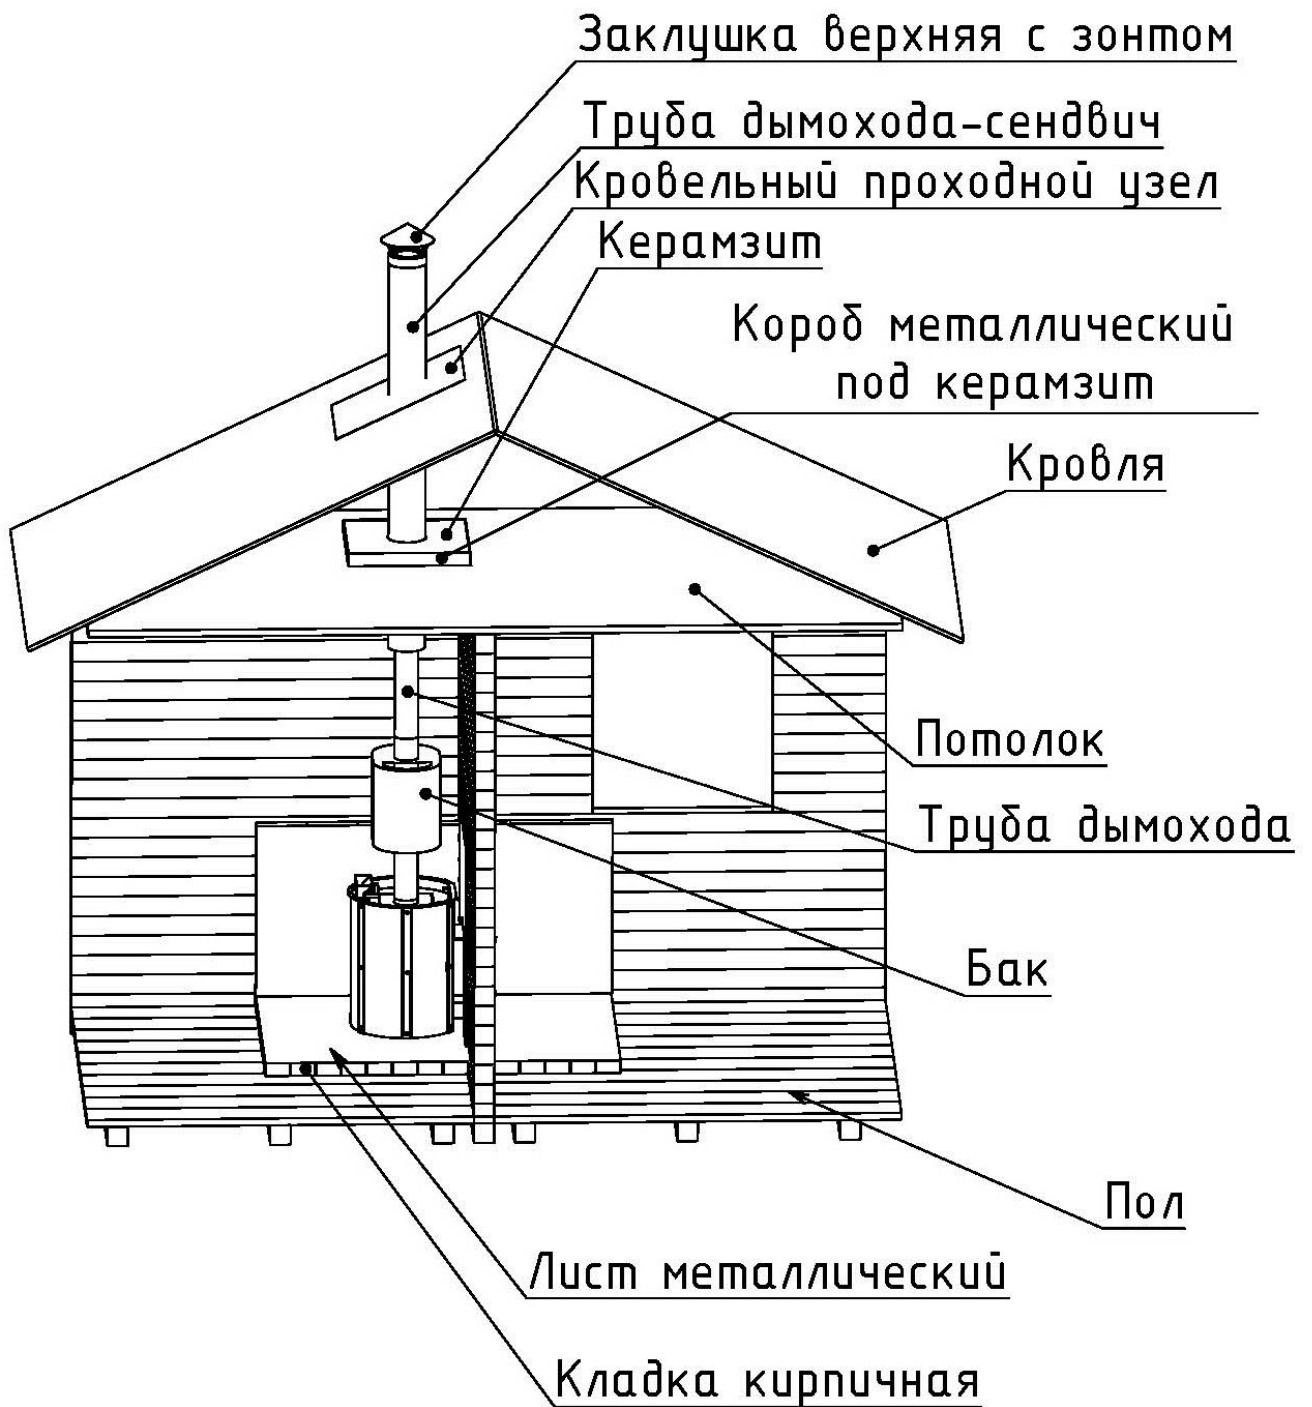 Заклушка верхняя с зонтом
Труба дымохода-сендвич
Кровельный проходной узел
Керамзит
Короб металлический
под керамзит
Кровля
Потолок
Труба дымохода
Бак
Пол
Лист металлический
Кладка кирпичная